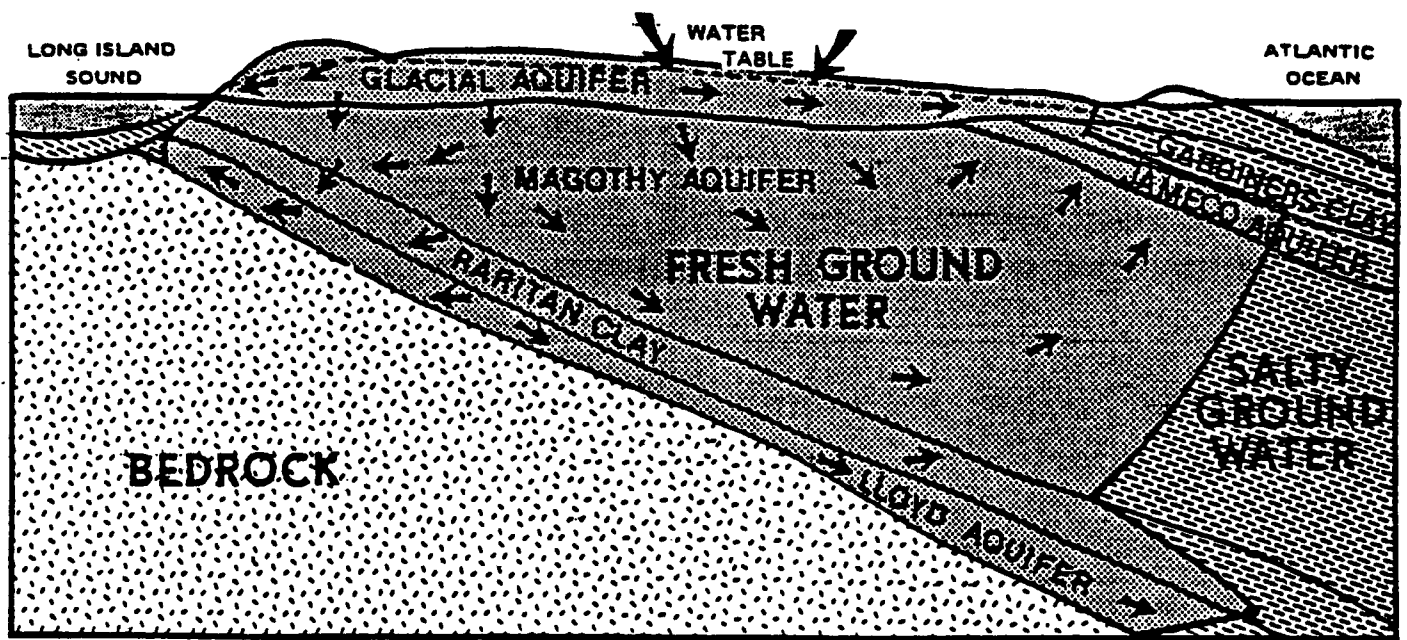 LONG ISLAND
SOUND
WATER
TABLE
ATLANTIC
OCEAN
GLACIAL AQUIFER
MAGOTHY AQUIFER
GARDINERS CLAY
JAMECO AQUIFER
FRESH GROUND
WATER
RARITAN CLAY
SALTY
GROUND
WATER
BEDROCK
LLOYD AQUIFER